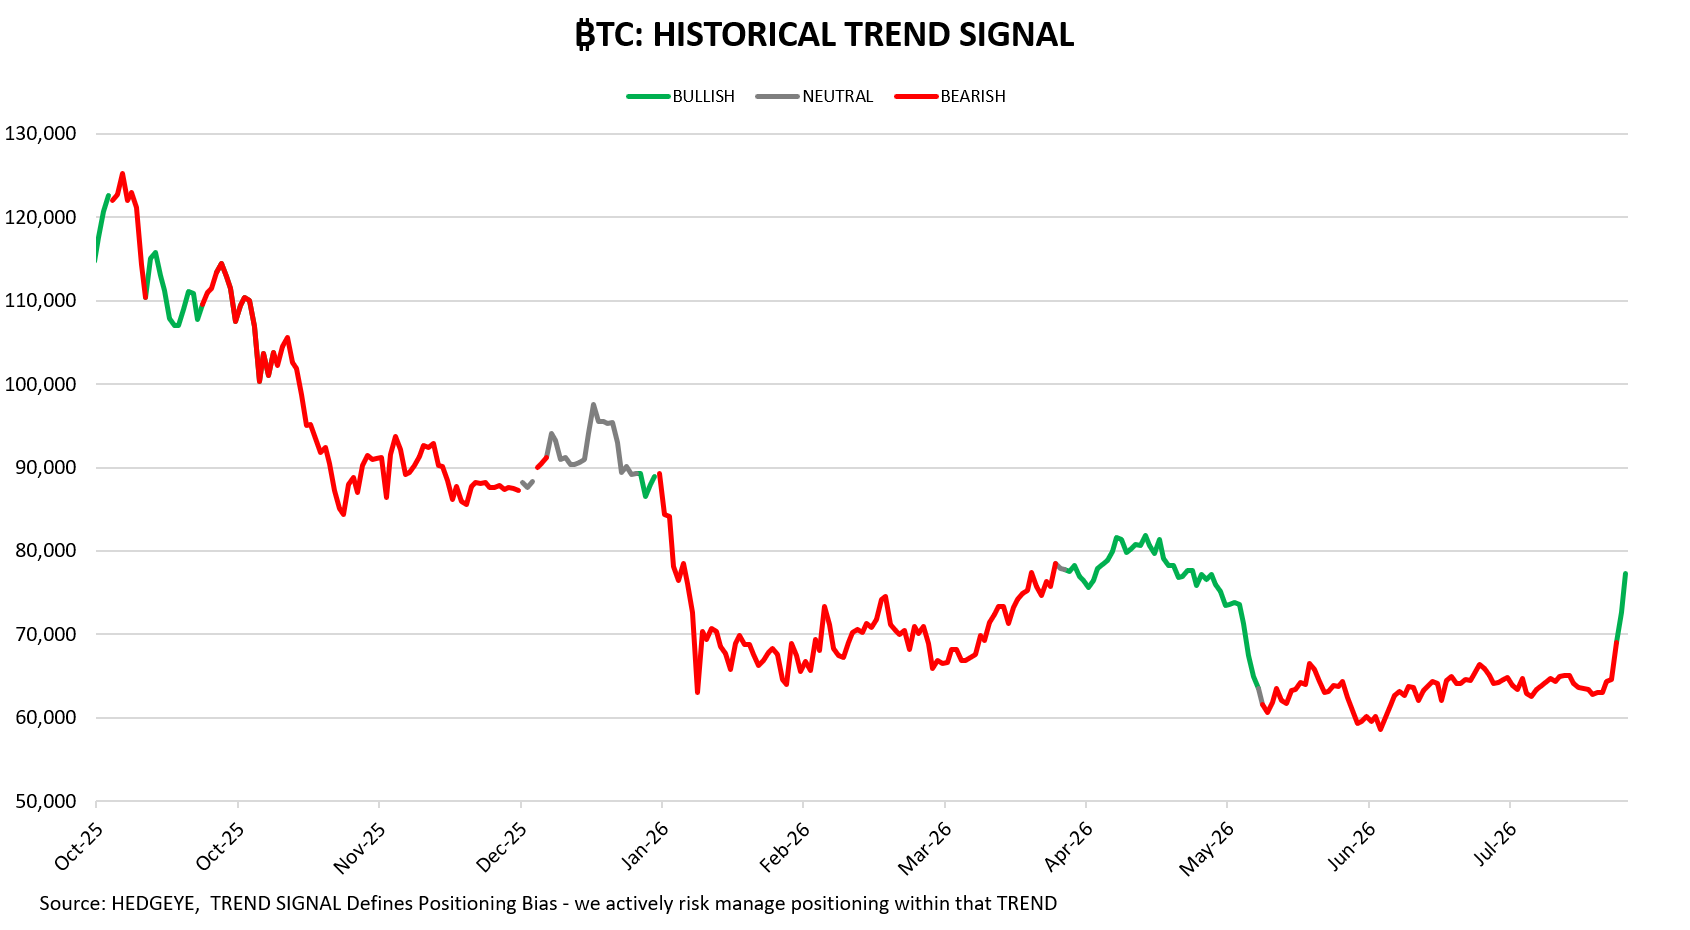 ₿TC: HISTORICAL TREND SIGNAL
BULLISH NEUTRAL BEARISH
130,000
120,000
110,000
100,000
90,000
80,000
70,000
60,000
50,000
Oct-25 Oct-25 Nov-25 Dec-25 Jan-26 Feb-26 Mar-26 Apr-26 May-26 Jun-26 Jul-26
Source: HEDGEYE,  TREND SIGNAL Defines Positioning Bias - we actively risk manage positioning within that TREND